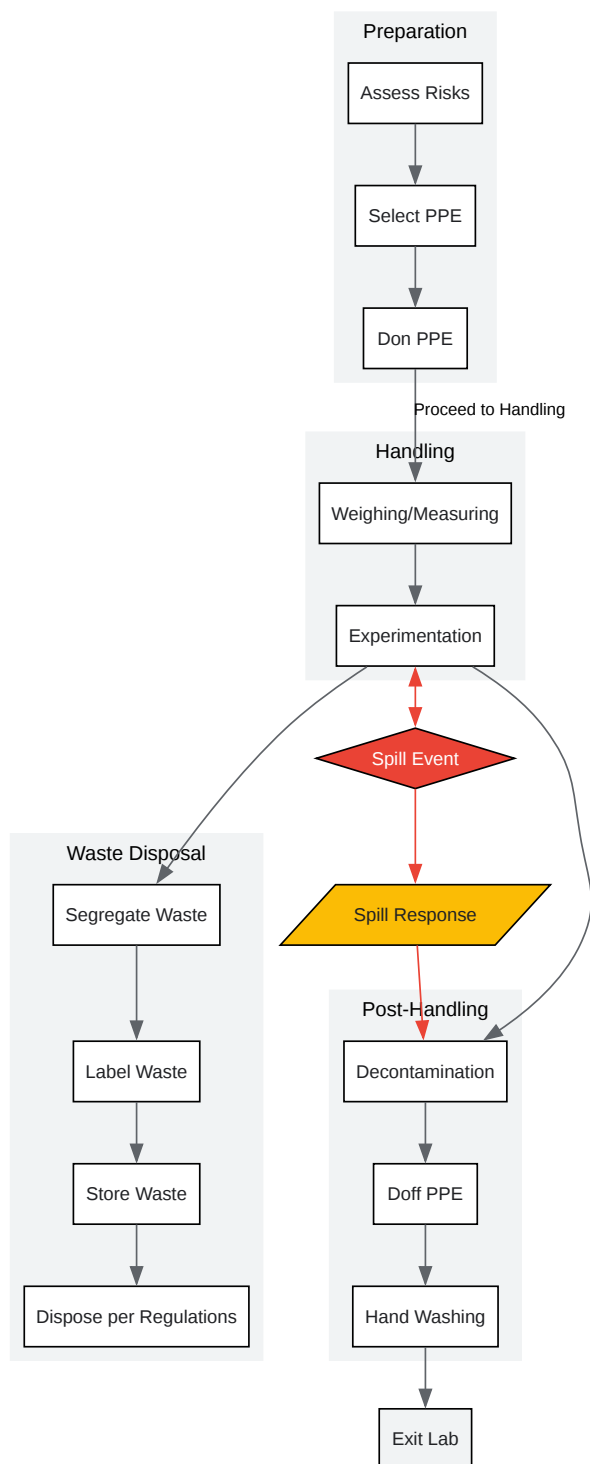 Preparation
Assess Risks
Select PPE
Don PPE
Proceed to Handling
Handling
Weighing/Measuring
Experimentation
Spill Event
Waste Disposal
Segregate Waste
Spill Response
Post-Handling
Label Waste
Decontamination
Store Waste
Doff PPE
Dispose per Regulations
Hand Washing
Exit Lab